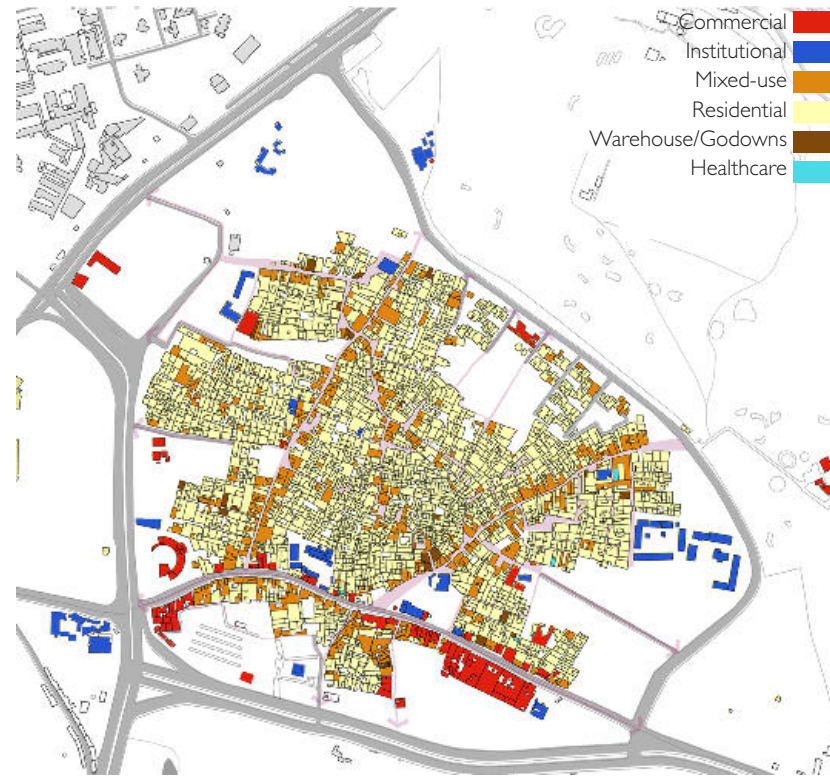 Commercial
Institutional
Mixed-use
Residential
Warehouse/Godowns
Healthcare